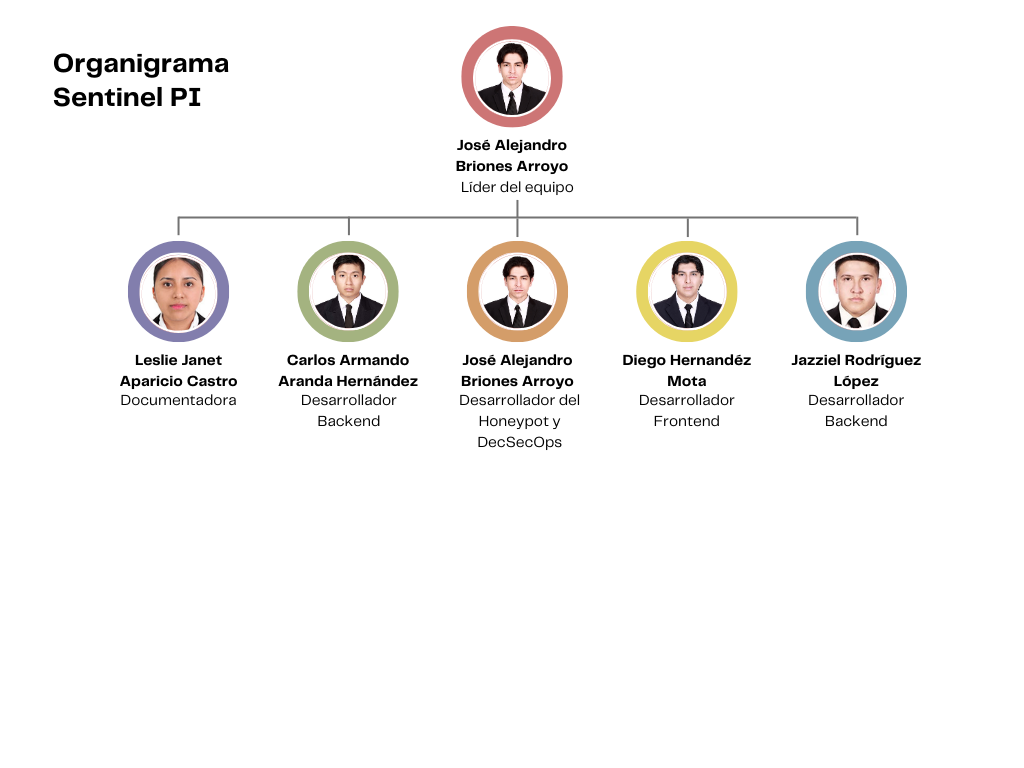 Organigrama
Sentinel PI
José Alejandro
Briones Arroyo
Líder del equipo
Leslie Janet
Aparicio Castro
Documentadora
Carlos Armando
Aranda Hernández
Desarrollador
Backend
José Alejandro
Briones Arroyo
Desarrollador del
Honeypot y
DecSecOps
Diego Hernandéz
Mota
Desarrollador
Frontend
Jazziel Rodríguez
López
Desarrollador
Backend